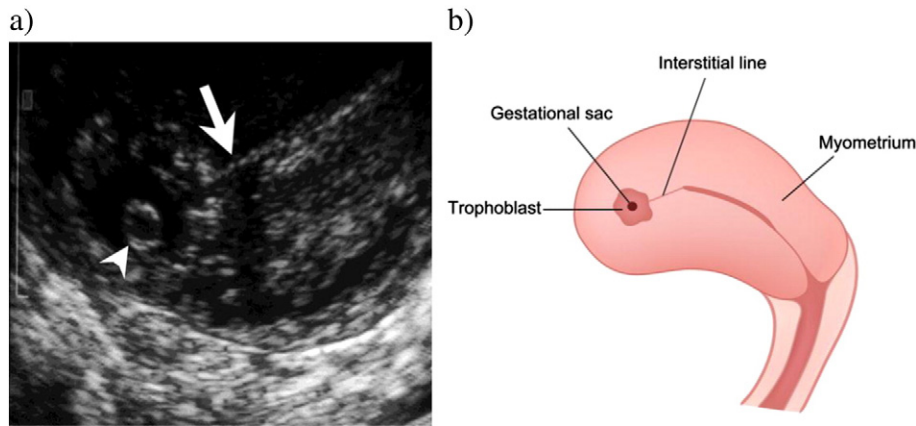 a)
b)
Interstitial line
Gestational sac
Myometrium
Trophoblast